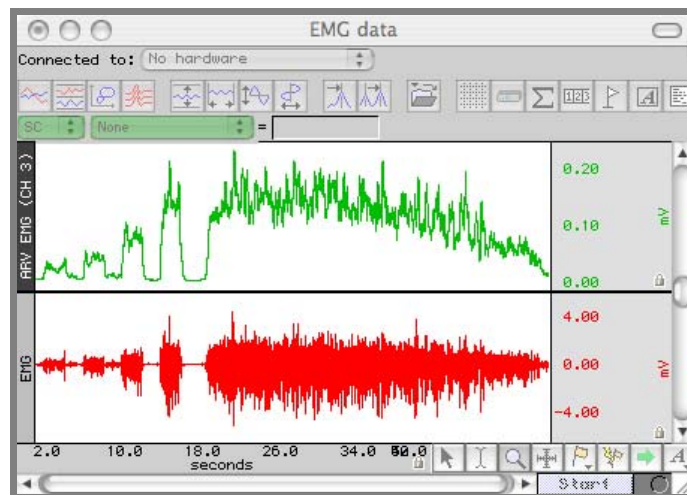 EMG data
Connected to: No hardware
123 A
SC None =
ARV EMG (CH 3)
0.20
0.10
0.00
mV
EMG
4.00
0.00
-4.00
mV
2.0 10.0 18.0 26.0 34.0
seconds
A
Start